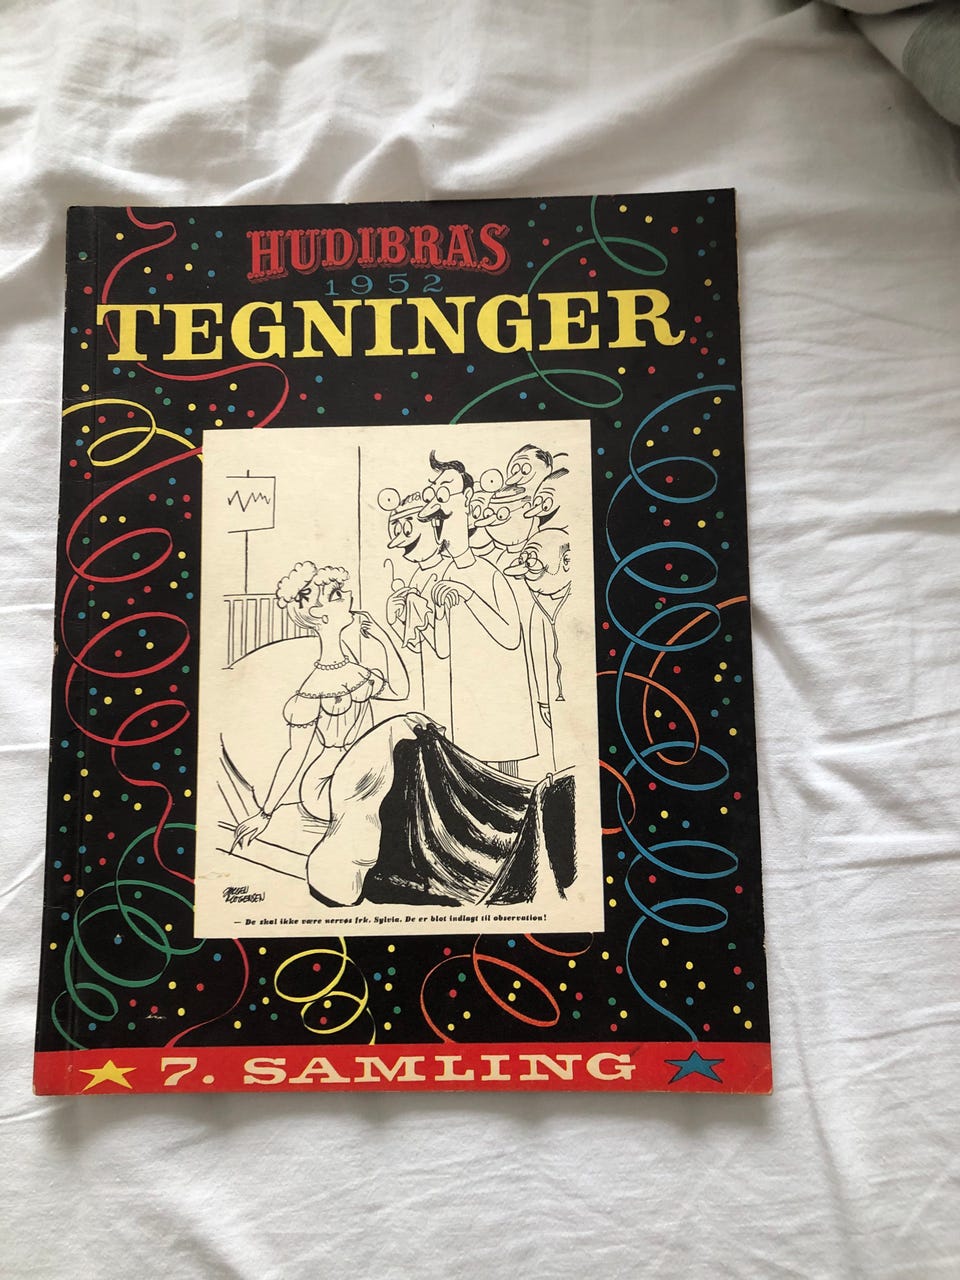 HUDIBRAS
1952
TEGNINGER
— De skal ikke være nervøs frk. Sylvia. De er blot indlagt til observation!
7. SAMLING